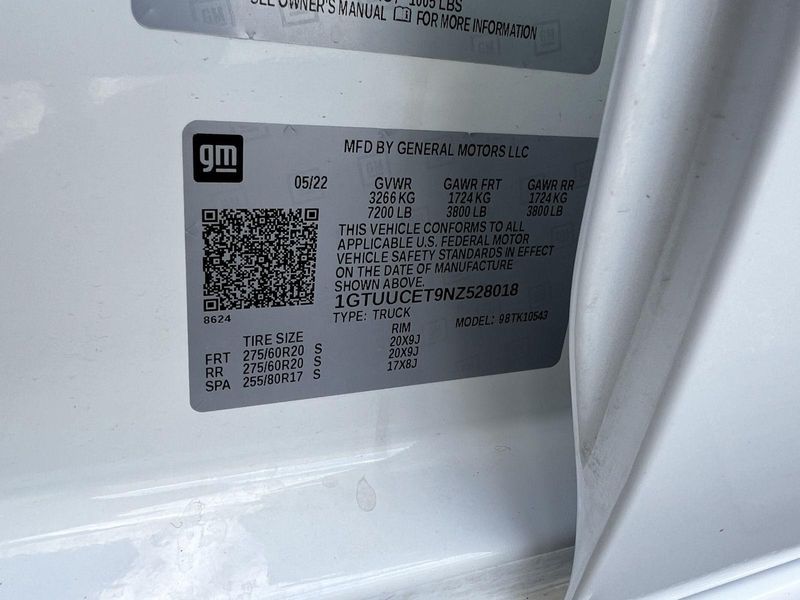 1005 LBS
SEE OWNER'S MANUAL FOR MORE INFORMATION
gm
MFD BY GENERAL MOTORS LLC
05/22 GVWR GAWR FRT GAWR RR
3266 KG 1724 KG 1724 KG
7200 LB 3800 LB 3800 LB
THIS VEHICLE CONFORMS TO ALL
APPLICABLE U.S. FEDERAL MOTOR
VEHICLE SAFETY STANDARDS IN EFFECT
ON THE DATE OF MANUFACTURE
SHOWN ABOVE.
1GTUUCET9NZ528018
8624
TYPE: TRUCK MODEL: 98TK10543
TIRE SIZE RIM
FRT 275/60R20 S 20X9J
RR 275/60R20 S 20X9J
SPA 255/80R17 S 17X8J